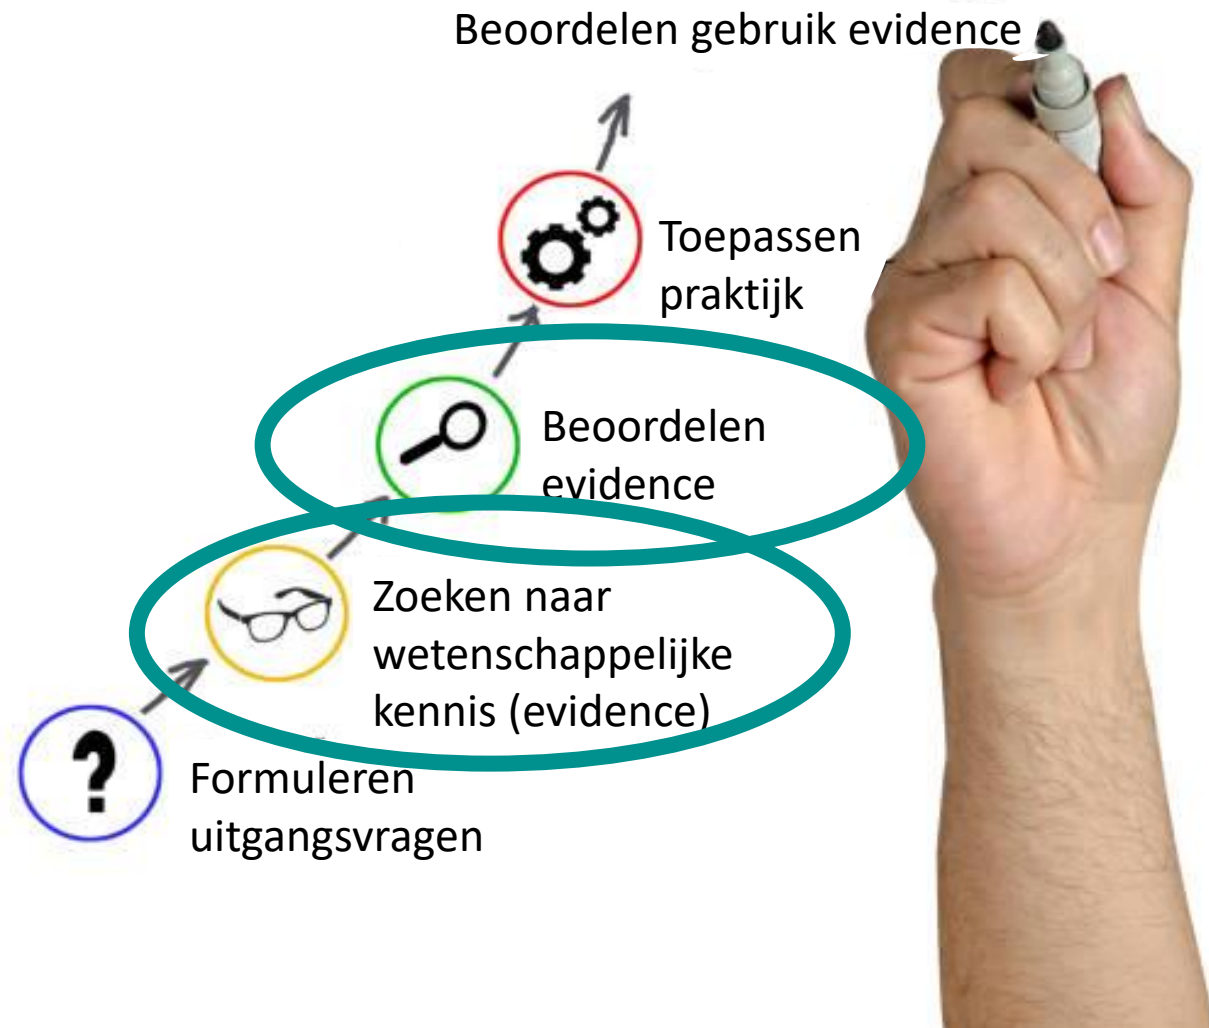 Beoordelen gebruik evidence
Toepassen
praktijk
Beoordelen
evidence
Zoeken naar
wetenschappelijke
kennis (evidence)
?
Formuleren
uitgangsvragen